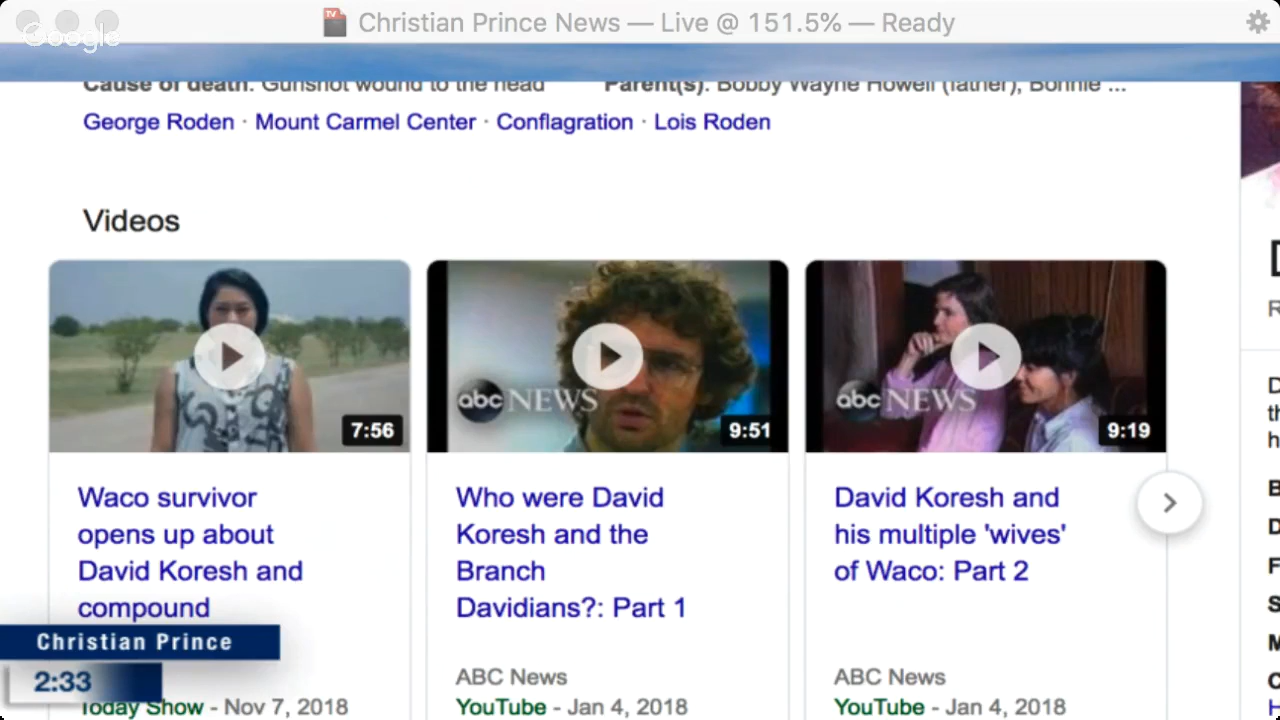 Christian Prince News — Live @ 151.5% — Ready
Google
Cause of death: Gunshot wound to the head
Parent(s): Bobby Wayne Howell (father), Bonnie ...
George Roden · Mount Carmel Center · Conflagration · Lois Roden
Videos
7:56
abc NEWS
9:51
abc NEWS
9:19
Waco survivor
opens up about
David Koresh and
compound
Who were David
Koresh and the
Branch
Davidians?: Part 1
David Koresh and
his multiple 'wives'
of Waco: Part 2
Christian Prince
2:33
Today Show - Nov 7, 2018
ABC News
YouTube - Jan 4, 2018
ABC News
YouTube - Jan 4, 2018